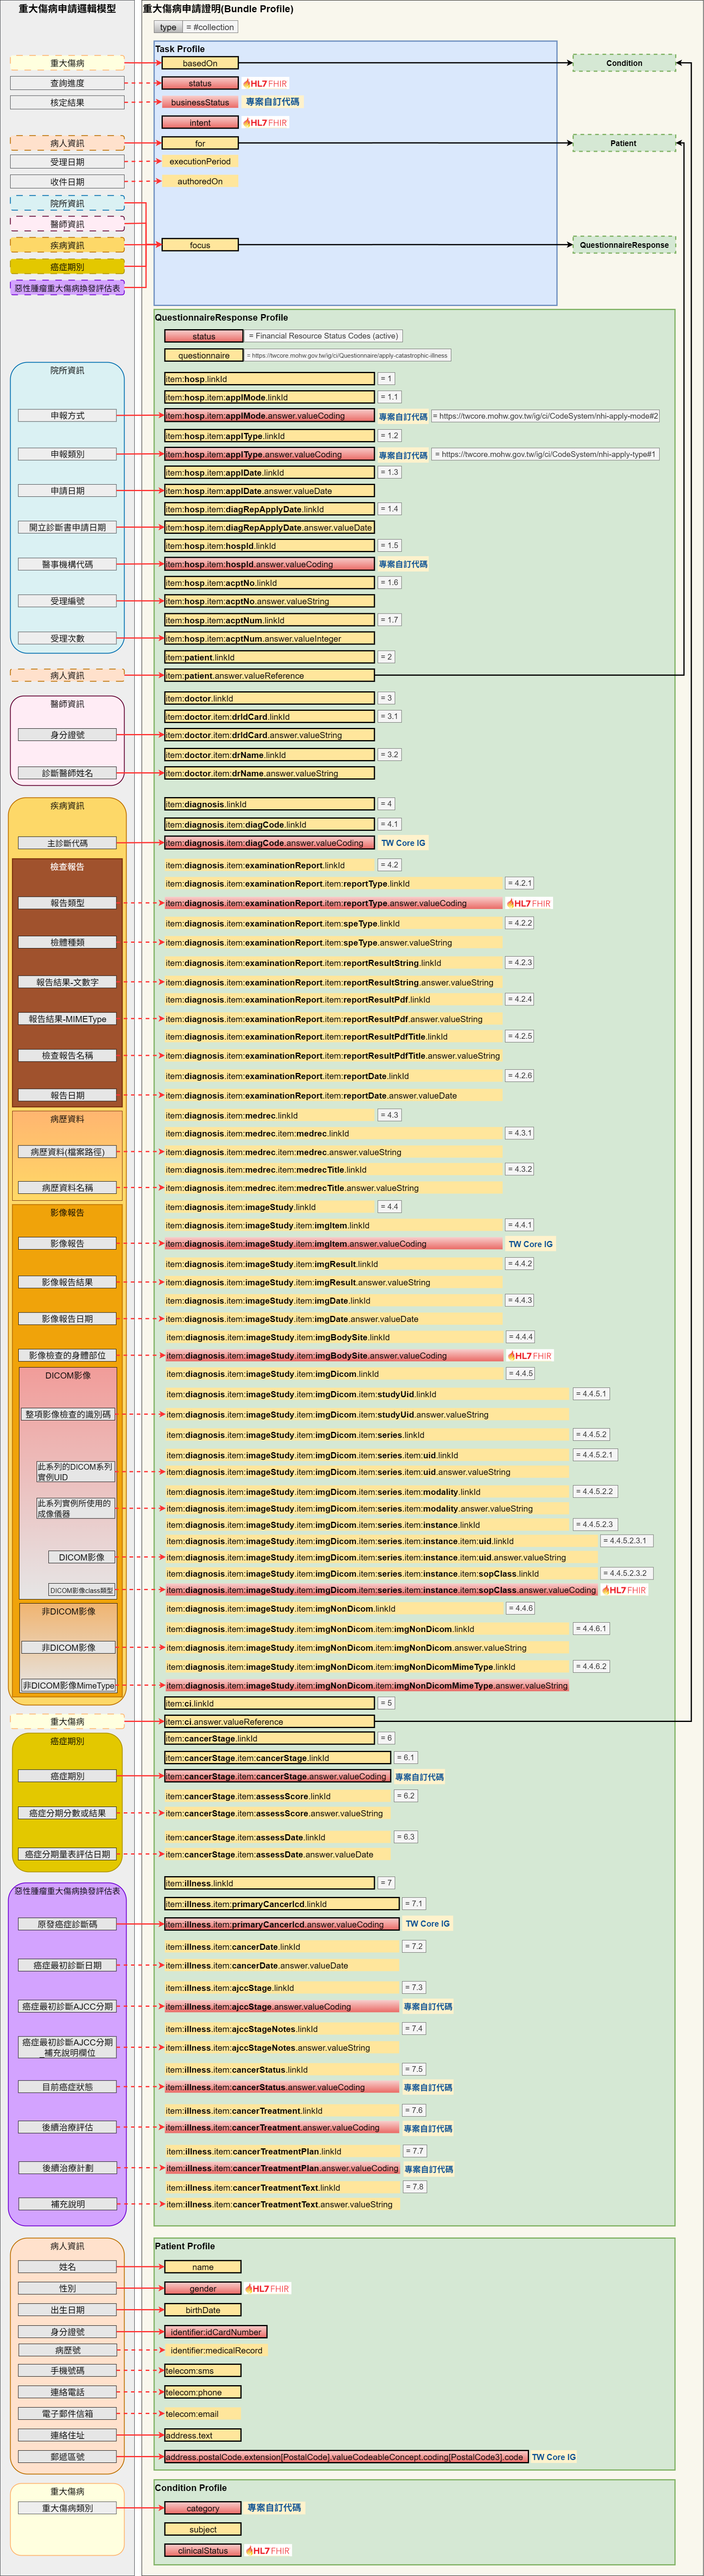 重大傷病申請邏輯模型
重大傷病申請證明(Bundle Profile)
type = #collection
Task Profile
重大傷病 basedOn Condition
查詢進度 status HL7 FHIR
核定結果 businessStatus 專案自訂代碼
intent HL7 FHIR
病人資訊 for Patient
受理日期 executionPeriod
收件日期 authoredOn
院所資訊
醫師資訊
疾病資訊 focus QuestionnaireResponse
癌症期別
惡性腫瘤重大傷病換發評估表
QuestionnaireResponse Profile
status = Financial Resource Status Codes (active)
questionnaire = https://twcore.mohw.gov.tw/ig/ci/Questionnaire/apply-catastrophic-illness
院所資訊
item:hosp.linkId = 1
item:hosp.applMode.linkId = 1.1
申報方式 item:hosp.applMode.answer.valueCoding 專案自訂代碼 = https://twcore.mohw.gov.tw/ig/ci/CodeSystem/nhi-apply-mode#2
item:hosp.applType.linkId = 1.2
申報類別 item:hosp.applType.answer.valueCoding 專案自訂代碼 = https://twcore.mohw.gov.tw/ig/ci/CodeSystem/nhi-apply-type#1
item:hosp.applDate.linkId = 1.3
申請日期 item:hosp.applDate.answer.valueDate
item:hosp.diagRepApplyDate.linkId = 1.4
開立診斷書申請日期 item:hosp.diagRepApplyDate.answer.valueDate
item:hosp.hospId.linkId = 1.5
醫事機構代碼 item:hosp.hospId.answer.valueCoding 專案自訂代碼
item:hosp.acptNo.linkId = 1.6
受理編號 item:hosp.acptNo.answer.valueString
item:hosp.acptNum.linkId = 1.7
受理次數 item:hosp.acptNum.answer.valueInteger
item:patient.linkId = 2
病人資訊 item:patient.answer.valueReference
醫師資訊
item:doctor.linkId = 3
item:doctor.item:drIdCard.linkId = 3.1
身分證號 item:doctor.item:drIdCard.answer.valueString
item:doctor.item:drName.linkId = 3.2
診斷醫師姓名 item:doctor.item:drName.answer.valueString
疾病資訊
item:diagnosis.linkId = 4
item:diagnosis.item:diagCode.linkId = 4.1
主診斷代碼 item:diagnosis.item:diagCode.answer.valueCoding TW Core IG
檢查報告
item:diagnosis.item:examinationReport.linkId = 4.2
item:diagnosis.item:examinationReport.item:reportType.linkId = 4.2.1
報告類型 item:diagnosis.item:examinationReport.item:reportType.answer.valueCoding HL7 FHIR
item:diagnosis.item:examinationReport.item:speType.linkId = 4.2.2
檢體種類 item:diagnosis.item:examinationReport.item:speType.answer.valueString
item:diagnosis.item:examinationReport.item:reportResultString.linkId = 4.2.3
報告結果-文數字 item:diagnosis.item:examinationReport.item:reportResultString.answer.valueString
item:diagnosis.item:examinationReport.item:reportResultPdf.linkId = 4.2.4
報告結果-MIMEType item:diagnosis.item:examinationReport.item:reportResultPdf.answer.valueString
item:diagnosis.item:examinationReport.item:reportResultPdfTitle.linkId = 4.2.5
檢查報告名稱 item:diagnosis.item:examinationReport.item:reportResultPdfTitle.answer.valueString
item:diagnosis.item:examinationReport.item:reportDate.linkId = 4.2.6
報告日期 item:diagnosis.item:examinationReport.item:reportDate.answer.valueDate
病歷資料
item:diagnosis.item:medrec.linkId = 4.3
item:diagnosis.item:medrec.item:medrec.linkId = 4.3.1
病歷資料(檔案路徑) item:diagnosis.item:medrec.item:medrec.answer.valueString
item:diagnosis.item:medrec.item:medrecTitle.linkId = 4.3.2
病歷資料名稱 item:diagnosis.item:medrec.item:medrecTitle.answer.valueString
影像報告
item:diagnosis.item:imageStudy.linkId = 4.4
item:diagnosis.item:imageStudy.item:imgItem.linkId = 4.4.1
影像報告 item:diagnosis.item:imageStudy.item:imgItem.answer.valueCoding TW Core IG
item:diagnosis.item:imageStudy.item:imgResult.linkId = 4.4.2
影像報告結果 item:diagnosis.item:imageStudy.item:imgResult.answer.valueString
item:diagnosis.item:imageStudy.item:imgDate.linkId = 4.4.3
影像報告日期 item:diagnosis.item:imageStudy.item:imgDate.answer.valueDate
item:diagnosis.item:imageStudy.item:imgBodySite.linkId = 4.4.4
影像檢查的身體部位 item:diagnosis.item:imageStudy.item:imgBodySite.answer.valueCoding HL7 FHIR
DICOM影像
item:diagnosis.item:imageStudy.item:imgDicom.linkId = 4.4.5
item:diagnosis.item:imageStudy.item:imgDicom.item:studyUid.linkId = 4.4.5.1
整項影像檢查的識別碼 item:diagnosis.item:imageStudy.item:imgDicom.item:studyUid.answer.valueString
item:diagnosis.item:imageStudy.item:imgDicom.item:series.linkId = 4.4.5.2
item:diagnosis.item:imageStudy.item:imgDicom.item:series.item:uid.linkId = 4.4.5.2.1
此系列的DICOM系列
實例UID item:diagnosis.item:imageStudy.item:imgDicom.item:series.item:uid.answer.valueString
item:diagnosis.item:imageStudy.item:imgDicom.item:series.item:modality.linkId = 4.4.5.2.2
此系列實例所使用的
成像儀器 item:diagnosis.item:imageStudy.item:imgDicom.item:series.item:modality.answer.valueString
item:diagnosis.item:imageStudy.item:imgDicom.item:series.item:instance.linkId = 4.4.5.2.3
item:diagnosis.item:imageStudy.item:imgDicom.item:series.item:instance.item:uid.linkId = 4.4.5.2.3.1
DICOM影像 item:diagnosis.item:imageStudy.item:imgDicom.item:series.item:instance.item:uid.answer.valueString
item:diagnosis.item:imageStudy.item:imgDicom.item:series.item:instance.item:sopClass.linkId = 4.4.5.2.3.2
DICOM影像class類型 item:diagnosis.item:imageStudy.item:imgDicom.item:series.item:instance.item:sopClass.answer.valueCoding HL7 FHIR
非DICOM影像
item:diagnosis.item:imageStudy.item:imgNonDicom.linkId = 4.4.6
item:diagnosis.item:imageStudy.item:imgNonDicom.item:imgNonDicom.linkId = 4.4.6.1
非DICOM影像 item:diagnosis.item:imageStudy.item:imgNonDicom.item:imgNonDicom.answer.valueString
item:diagnosis.item:imageStudy.item:imgNonDicom.item:imgNonDicomMimeType.linkId = 4.4.6.2
非DICOM影像MimeType item:diagnosis.item:imageStudy.item:imgNonDicom.item:imgNonDicomMimeType.answer.valueString
item:ci.linkId = 5
重大傷病 item:ci.answer.valueReference
癌症期別
item:cancerStage.linkId = 6
item:cancerStage.item:cancerStage.linkId = 6.1
癌症期別 item:cancerStage.item:cancerStage.answer.valueCoding 專案自訂代碼
item:cancerStage.item:assessScore.linkId = 6.2
癌症分期分數或結果 item:cancerStage.item:assessScore.answer.valueString
item:cancerStage.item:assessDate.linkId = 6.3
癌症分期量表評估日期 item:cancerStage.item:assessDate.answer.valueDate
惡性腫瘤重大傷病換發評估表
item:illness.linkId = 7
item:illness.item:primaryCancerIcd.linkId = 7.1
原發癌症診斷碼 item:illness.item:primaryCancerIcd.answer.valueCoding TW Core IG
item:illness.item:cancerDate.linkId = 7.2
癌症最初診斷日期 item:illness.item:cancerDate.answer.valueDate
item:illness.item:ajccStage.linkId = 7.3
癌症最初診斷AJCC分期 item:illness.item:ajccStage.answer.valueCoding 專案自訂代碼
item:illness.item:ajccStageNotes.linkId = 7.4
癌症最初診斷AJCC分期
_補充說明欄位 item:illness.item:ajccStageNotes.answer.valueString
item:illness.item:cancerStatus.linkId = 7.5
目前癌症狀態 item:illness.item:cancerStatus.answer.valueCoding 專案自訂代碼
item:illness.item:cancerTreatment.linkId = 7.6
後續治療評估 item:illness.item:cancerTreatment.answer.valueCoding 專案自訂代碼
item:illness.item:cancerTreatmentPlan.linkId = 7.7
後續治療計劃 item:illness.item:cancerTreatmentPlan.answer.valueCoding 專案自訂代碼
item:illness.item:cancerTreatmentText.linkId = 7.8
補充說明 item:illness.item:cancerTreatmentText.answer.valueString
病人資訊
Patient Profile
姓名 name
性別 gender HL7 FHIR
出生日期 birthDate
身分證號 identifier:idCardNumber
病歷號 identifier:medicalRecord
手機號碼 telecom:sms
連絡電話 telecom:phone
電子郵件信箱 telecom:email
連絡住址 address.text
郵遞區號 address.postalCode.extension[PostalCode].valueCodeableConcept.coding[PostalCode3].code TW Core IG
Condition Profile
重大傷病
重大傷病類別 category 專案自訂代碼
subject
clinicalStatus HL7 FHIR